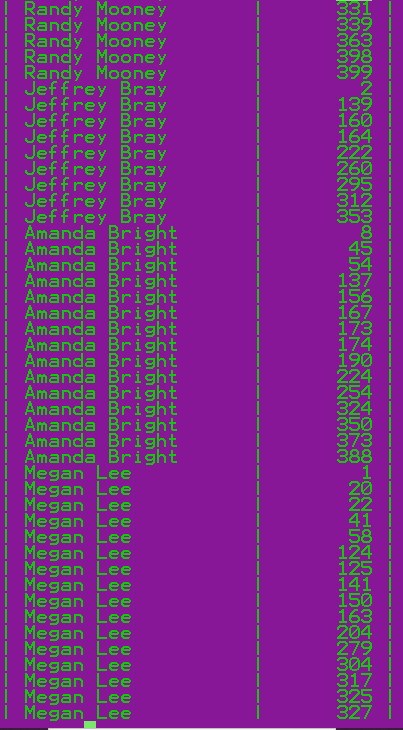 | Randy Mooney | 331 |
| Randy Mooney | 339 |
| Randy Mooney | 363 |
| Randy Mooney | 398 |
| Randy Mooney | 399 |
| Jeffrey Bray | 2 |
| Jeffrey Bray | 139 |
| Jeffrey Bray | 160 |
| Jeffrey Bray | 164 |
| Jeffrey Bray | 222 |
| Jeffrey Bray | 260 |
| Jeffrey Bray | 295 |
| Jeffrey Bray | 312 |
| Jeffrey Bray | 353 |
| Amanda Bright | 8 |
| Amanda Bright | 45 |
| Amanda Bright | 54 |
| Amanda Bright | 137 |
| Amanda Bright | 156 |
| Amanda Bright | 167 |
| Amanda Bright | 173 |
| Amanda Bright | 174 |
| Amanda Bright | 190 |
| Amanda Bright | 224 |
| Amanda Bright | 254 |
| Amanda Bright | 324 |
| Amanda Bright | 350 |
| Amanda Bright | 373 |
| Amanda Bright | 388 |
| Megan Lee | 1 |
| Megan Lee | 20 |
| Megan Lee | 22 |
| Megan Lee | 41 |
| Megan Lee | 58 |
| Megan Lee | 124 |
| Megan Lee | 125 |
| Megan Lee | 141 |
| Megan Lee | 150 |
| Megan Lee | 163 |
| Megan Lee | 204 |
| Megan Lee | 279 |
| Megan Lee | 304 |
| Megan Lee | 317 |
| Megan Lee | 325 |
| Megan Lee | 327 |